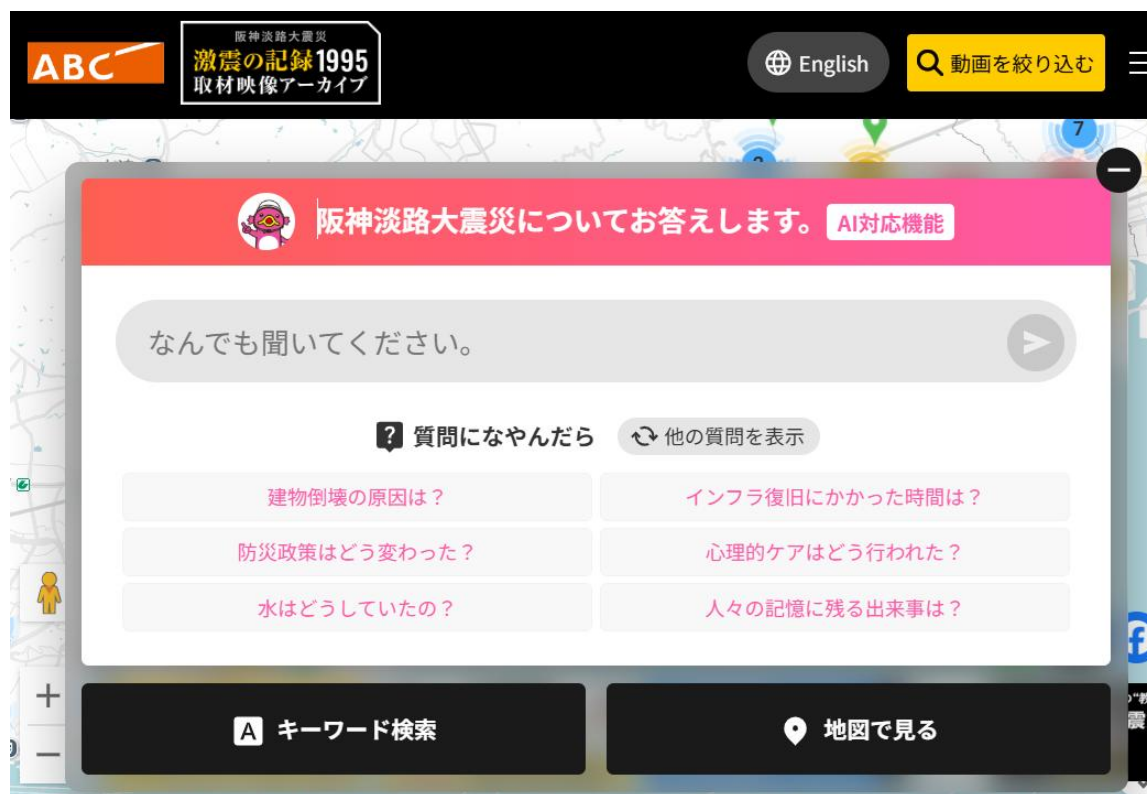 ABC
阪神淡路大震災
激震の記録1995
取材映像アーカイブ
English
動画を絞り込む
7
阪神淡路大震災についてお答えします。 AI対応機能
なんでも聞いてください。
? 質問になやんだら 他の質問を表示
建物倒壊の原因は?
インフラ復旧にかかった時間は?
防災政策はどう変わった?
心理的ケアはどう行われた?
水はどうしていたの?
人々の記憶に残る出来事は?
A キーワード検索
地図で見る